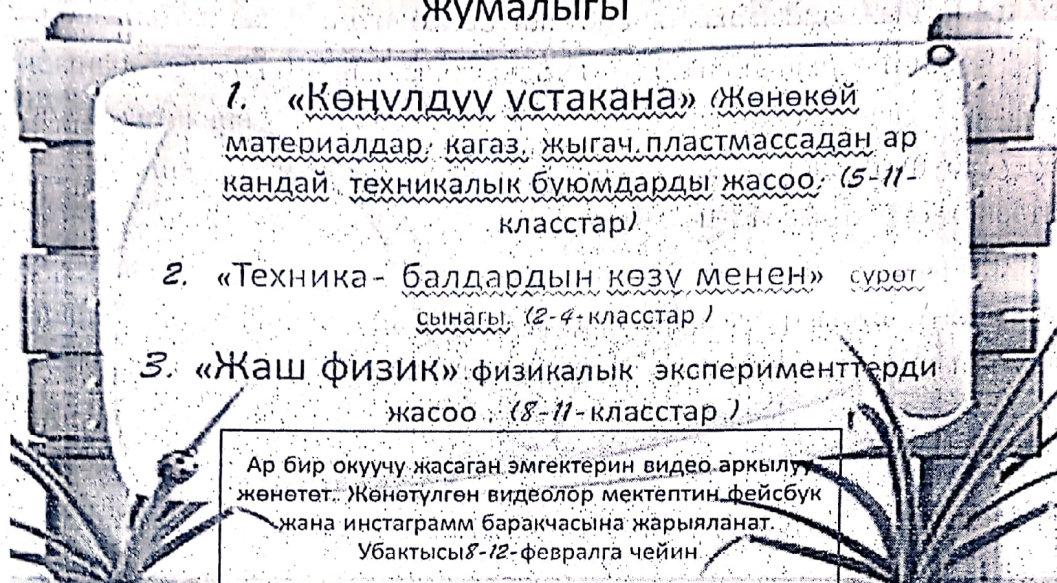 жумалыгы
1. «Көңүлдүү устакана» (Жөнөкөй
материалдар: кагаз, жыгач,пластмассадан ар
кандай техникалык буюмдарды жасоо. (5-11-
класстар)
2. «Техника- балдардын көзү менен» сүрөт
сынагы. (2-4-класстар )
3. «Жаш физик» физикалык эксперименттерди
жасоо . (8-11-класстар )
Ар бир окуучу жасаган эмгектерин видео аркылуу
жөнөтөт. Жөнөтүлгөн видеолор мектептин фейсбук
жана инстаграмм баракчасына жарыяланат.
Убактысы8-12-февралга чейин